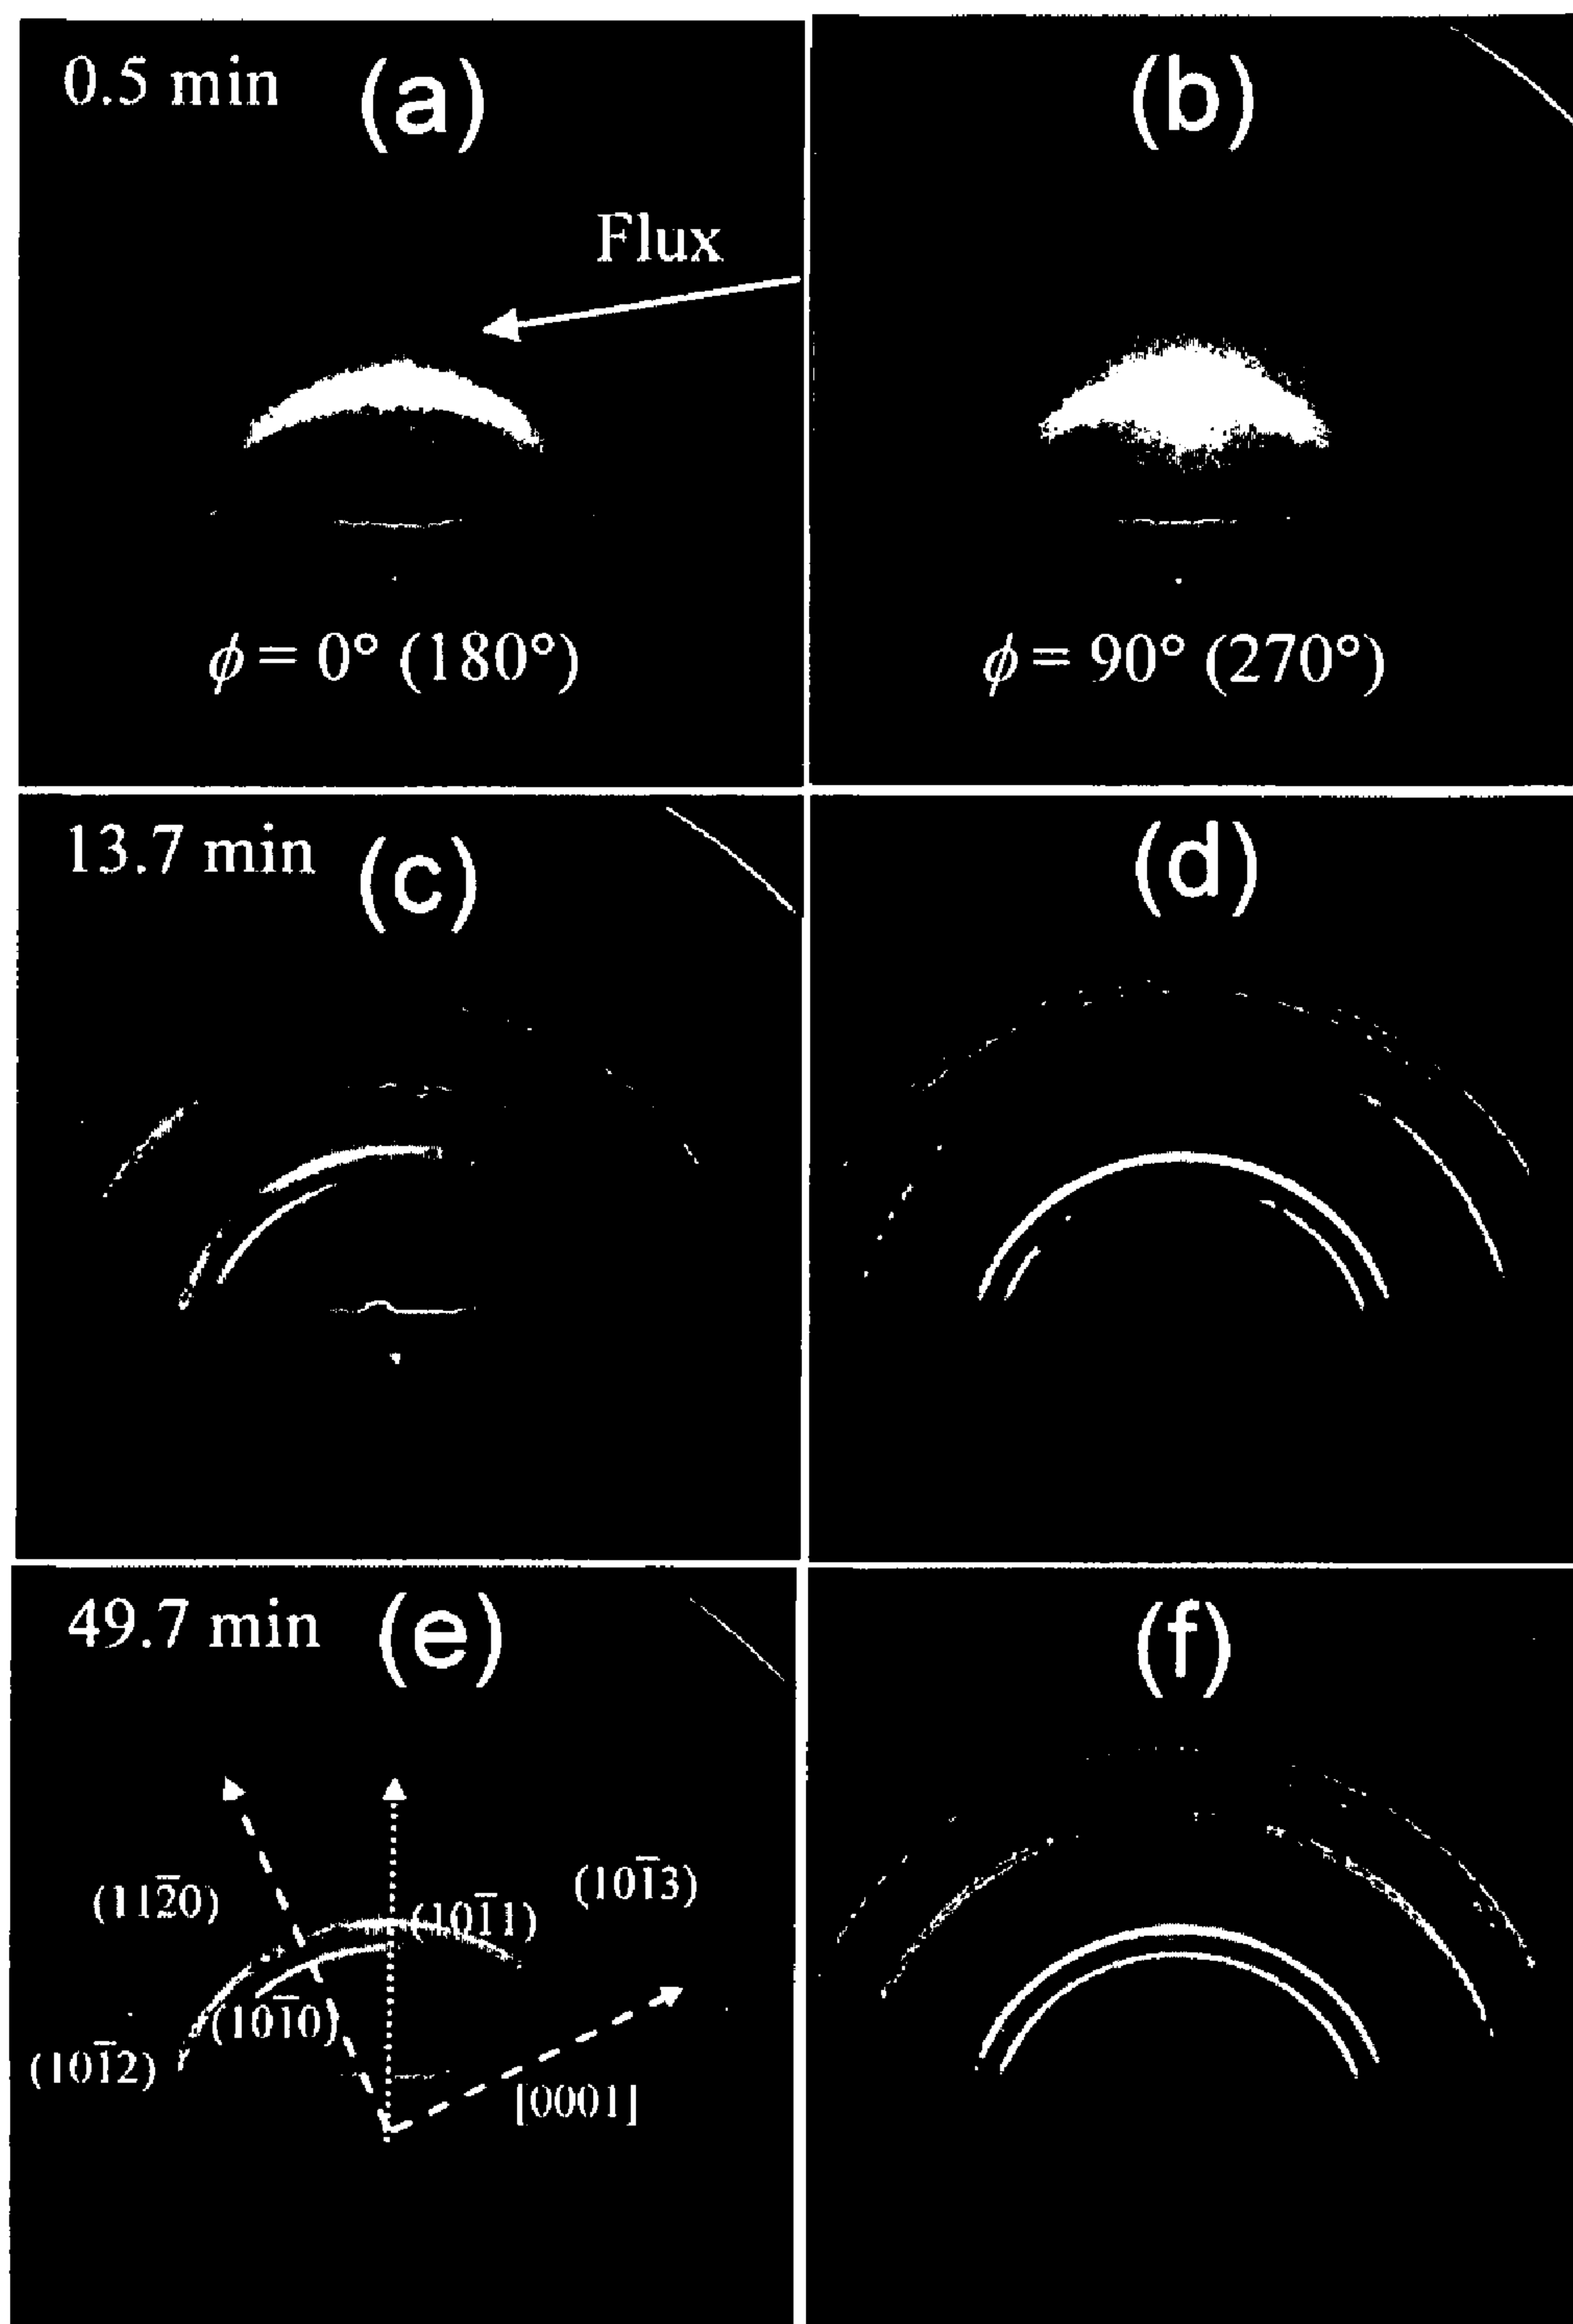 0.5 min (a)
(b)
Flux
ϕ = 0° (180°)
ϕ = 90° (270°)
13.7 min (c)
(d)
49.7 min (e)
(f)
(101̅3)
(112̅0)
(101̅1)
(101̅0)
(101̅2)
[0001]